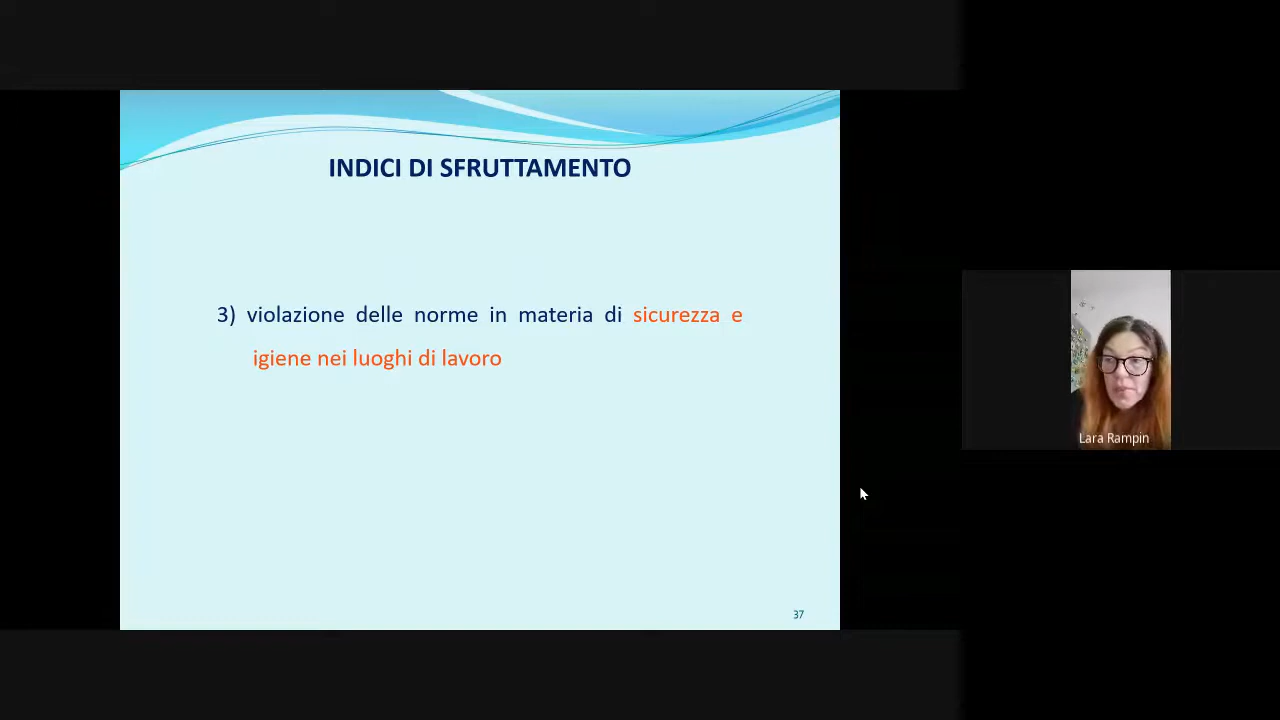 INDICI DI SFRUTTAMENTO
3) violazione delle norme in materia di sicurezza e
igiene nei luoghi di lavoro
37
Lara Rampin